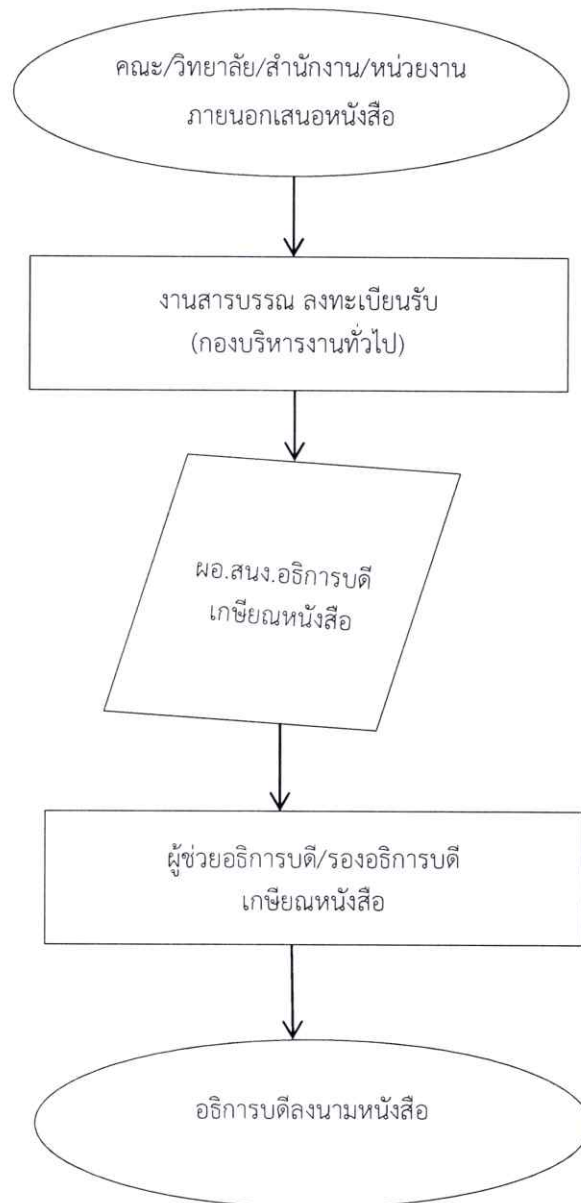 คณะ/วิทยาลัย/สำนักงาน/หน่วยงาน
ภายนอกเสนอหนังสือ
งานสารบรรณ ลงทะเบียนรับ
(กองบริหารงานทั่วไป)
ผอ.สนง.อธิการบดี
เกษียณหนังสือ
ผู้ช่วยอธิการบดี/รองอธิการบดี
เกษียณหนังสือ
อธิการบดีลงนามหนังสือ